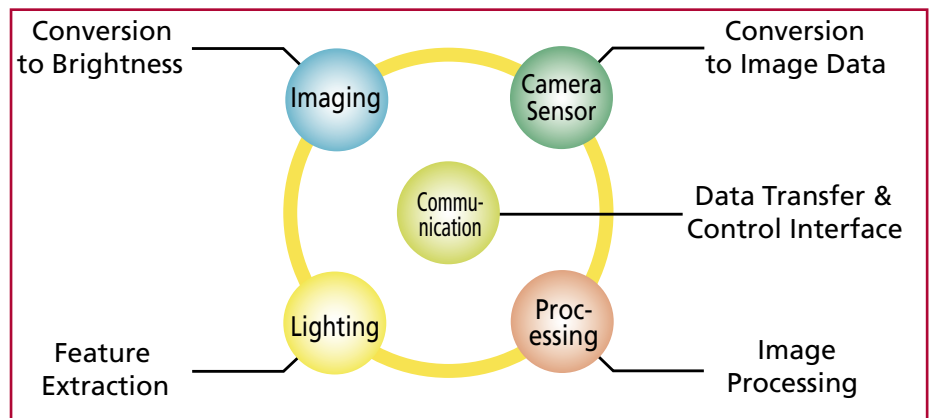 Conversion
to Brightness
Imaging
Camera
Sensor
Conversion
to Image Data
Commu-
nication
Data Transfer &
Control Interface
Lighting
Feature
Extraction
Proc-
essing
Image
Processing